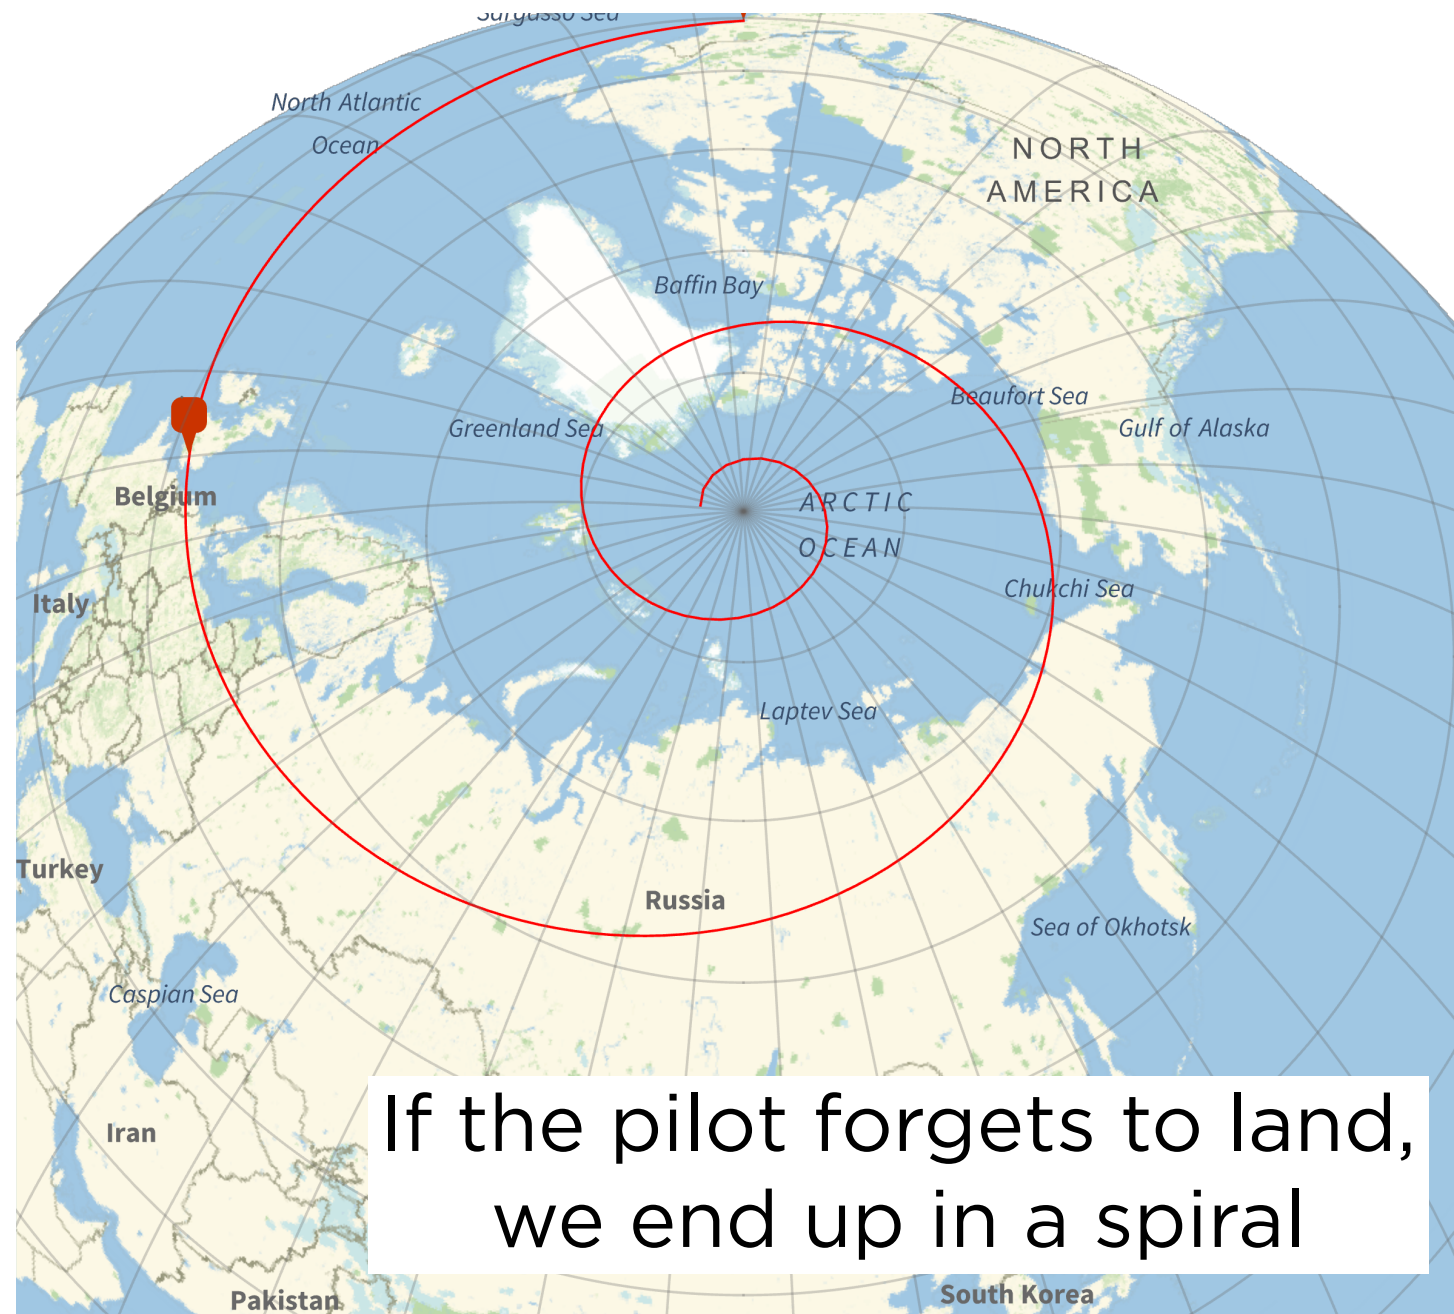 Sargasso Sea
North Atlantic
Ocean
NORTH
AMERICA
Baffin Bay
Beaufort Sea
Greenland Sea
Gulf of Alaska
Belgium
ARCTIC
OCEAN
Chukchi Sea
Italy
Laptev Sea
Turkey
Russia
Sea of Okhotsk
Caspian Sea
Iran
If the pilot forgets to land,
we end up in a spiral
Pakistan
South Korea